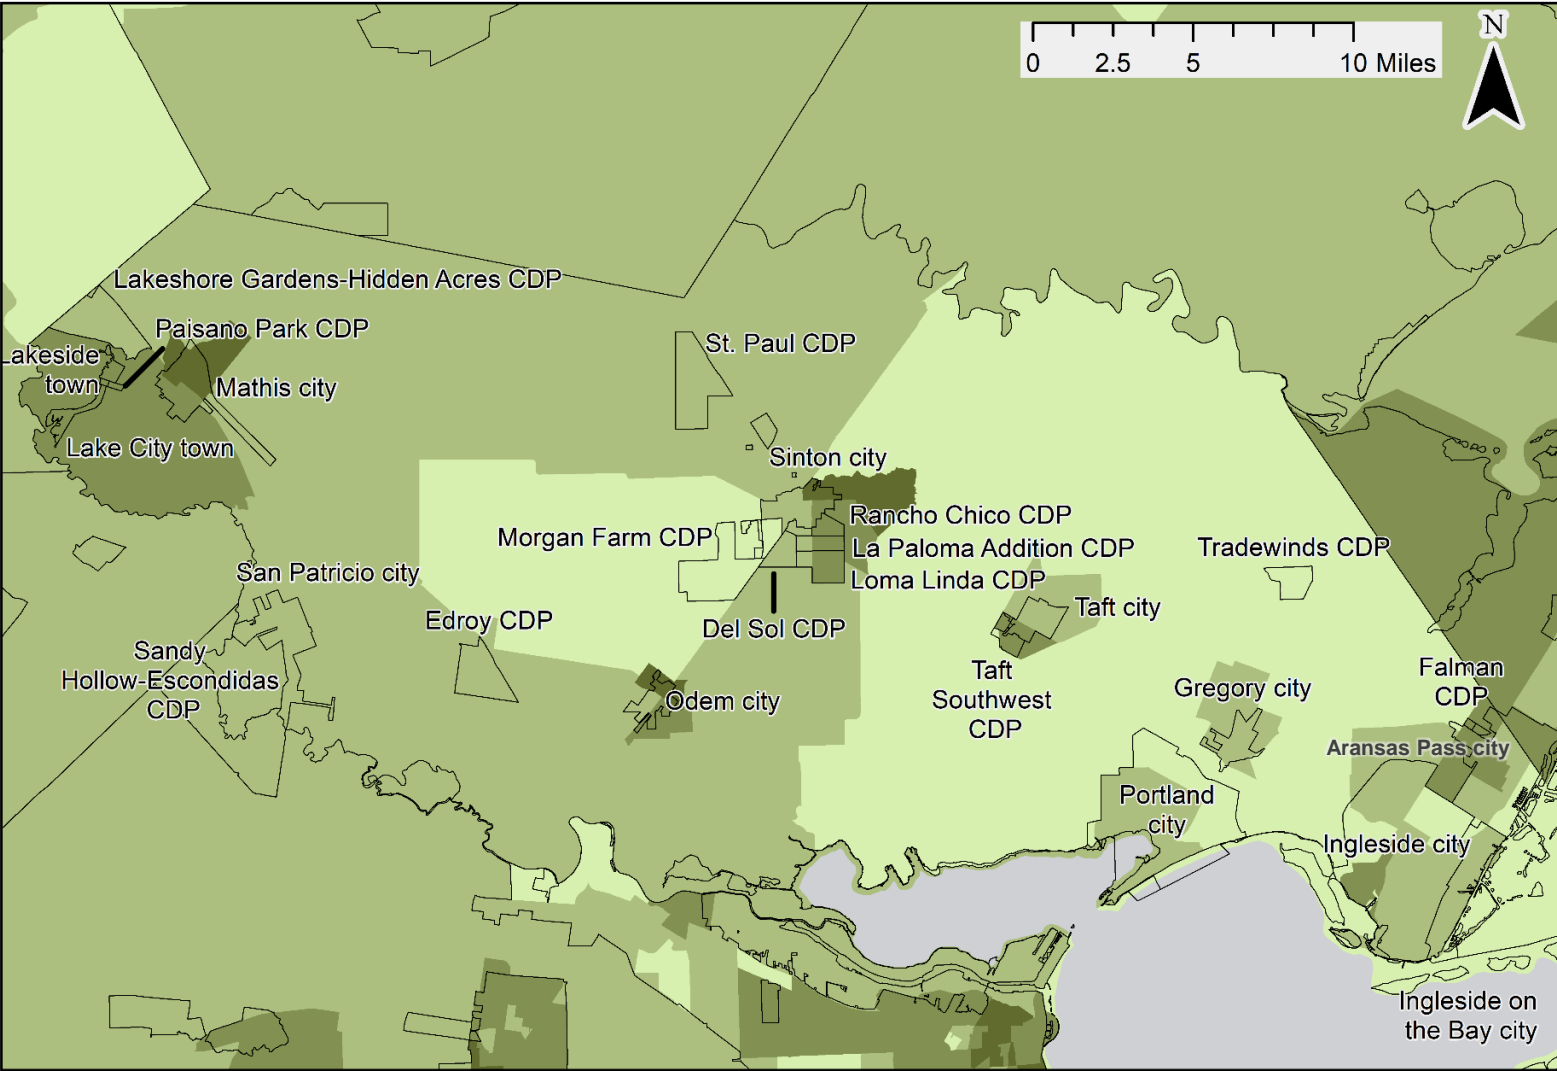 N
0 2.5 5 10 Miles
Lakeshore Gardens-Hidden Acres CDP
Paisano Park CDP
St. Paul CDP
Lakeside
town
Mathis city
Lake City town
Sinton city
Rancho Chico CDP
Morgan Farm CDP
La Paloma Addition CDP
Tradewinds CDP
San Patricio city
Loma Linda CDP
Taft city
Edroy CDP
Del Sol CDP
Sandy
Hollow-Escondidas
CDP
Taft
Southwest
CDP
Falman
CDP
Gregory city
Odem city
Aransas Pass city
Portland
city
Ingleside city
Ingleside on
the Bay city